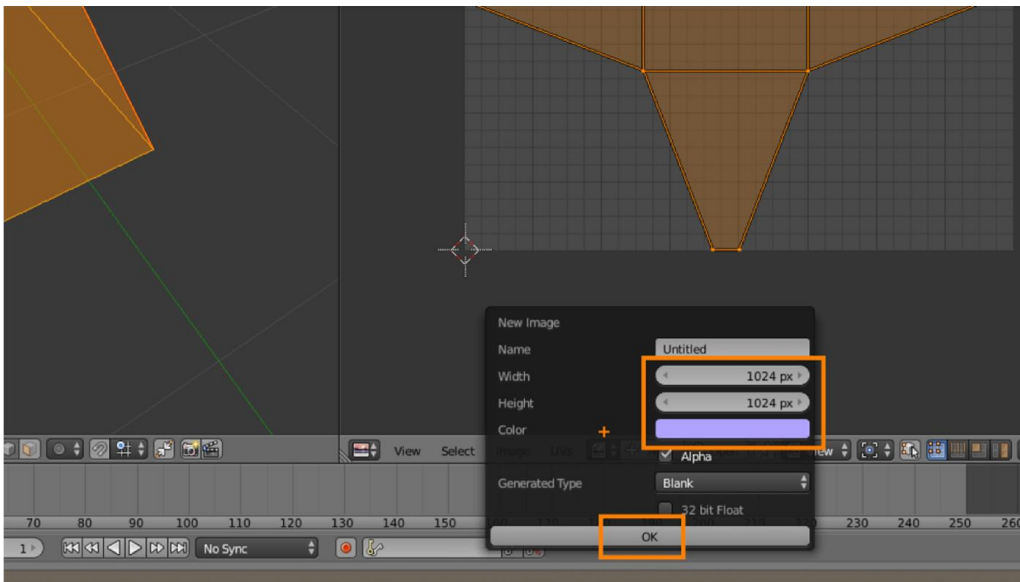 New Image
Name Untitled
Width 1024 px
Height 1024 px
Color
View Select
Alpha
Generated Type Blank
32 bit Float
70 80 90 100 110 120 130 140 150 230 240 250 260
1 No Sync
OK